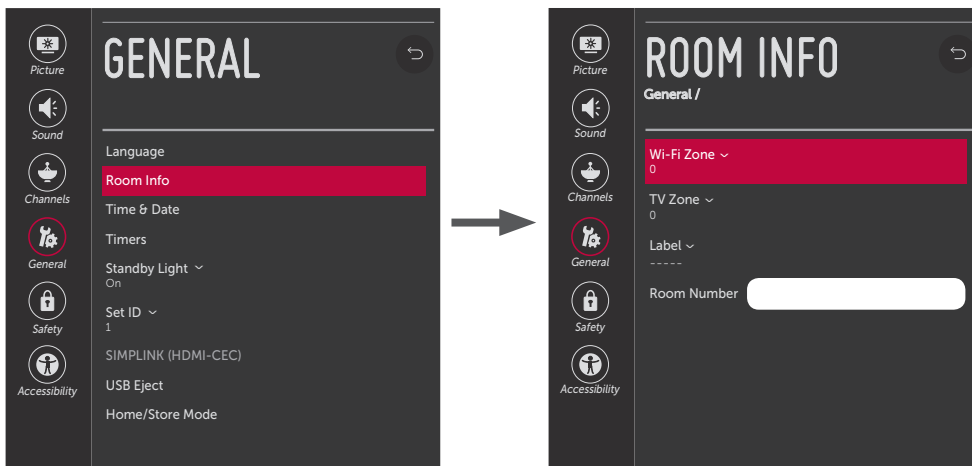 GENERAL
Picture
Sound
Channels
General
Safety
Accessibility
Language
Room Info
Time & Date
Timers
Standby Light
On
Set ID
1
SIMPLINK (HDMI-CEC)
USB Eject
Home/Store Mode
ROOM INFO
General /
Picture
Sound
Channels
General
Safety
Accessibility
Wi-Fi Zone
0
TV Zone
0
Label
-----
Room Number